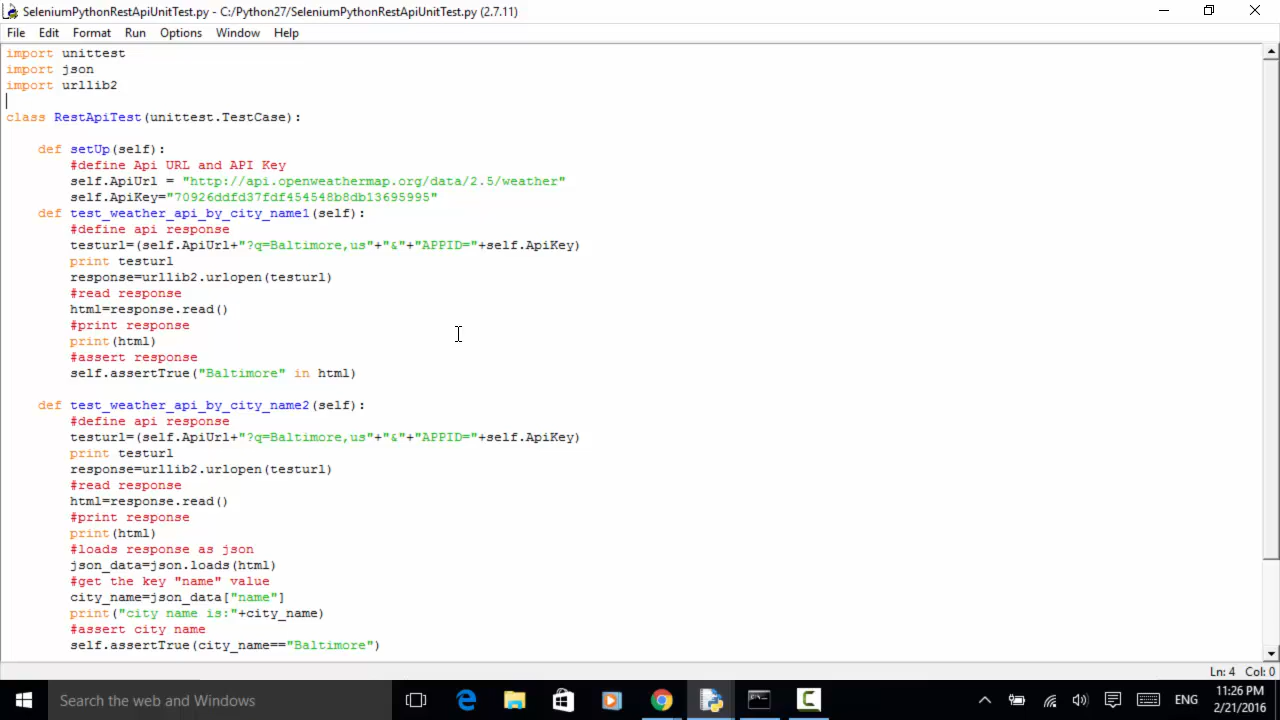 SeleniumPythonRestApiUnitTest.py - C:/Python27/SeleniumPythonRestApiUnitTest.py (2.7.11)
File Edit Format Run Options Window Help
import unittest
import json
import urllib2
class RestApiTest(unittest.TestCase):
def setUp(self):
#define Api URL and API Key
self.ApiUrl = "http://api.openweathermap.org/data/2.5/weather"
self.ApiKey="70926ddfd37fdf454548b8db13695995"
def test_weather_api_by_city_name1(self):
#define api response
testurl=(self.ApiUrl+"?q=Baltimore,us"+"&"+"APPID="+self.ApiKey)
print testurl
response=urllib2.urlopen(testurl)
#read response
html=response.read()
#print response
print(html)
#assert response
self.assertTrue("Baltimore" in html)
def test_weather_api_by_city_name2(self):
#define api response
testurl=(self.ApiUrl+"?q=Baltimore,us"+"&"+"APPID="+self.ApiKey)
print testurl
response=urllib2.urlopen(testurl)
#read response
html=response.read()
#print response
print(html)
#loads response as json
json_data=json.loads(html)
#get the key "name" value
city_name=json_data["name"]
print("city name is:"+city_name)
#assert city name
self.assertTrue(city_name=="Baltimore")
Ln: 4 Col: 0
Search the web and Windows
ENG
11:26 PM
2/21/2016